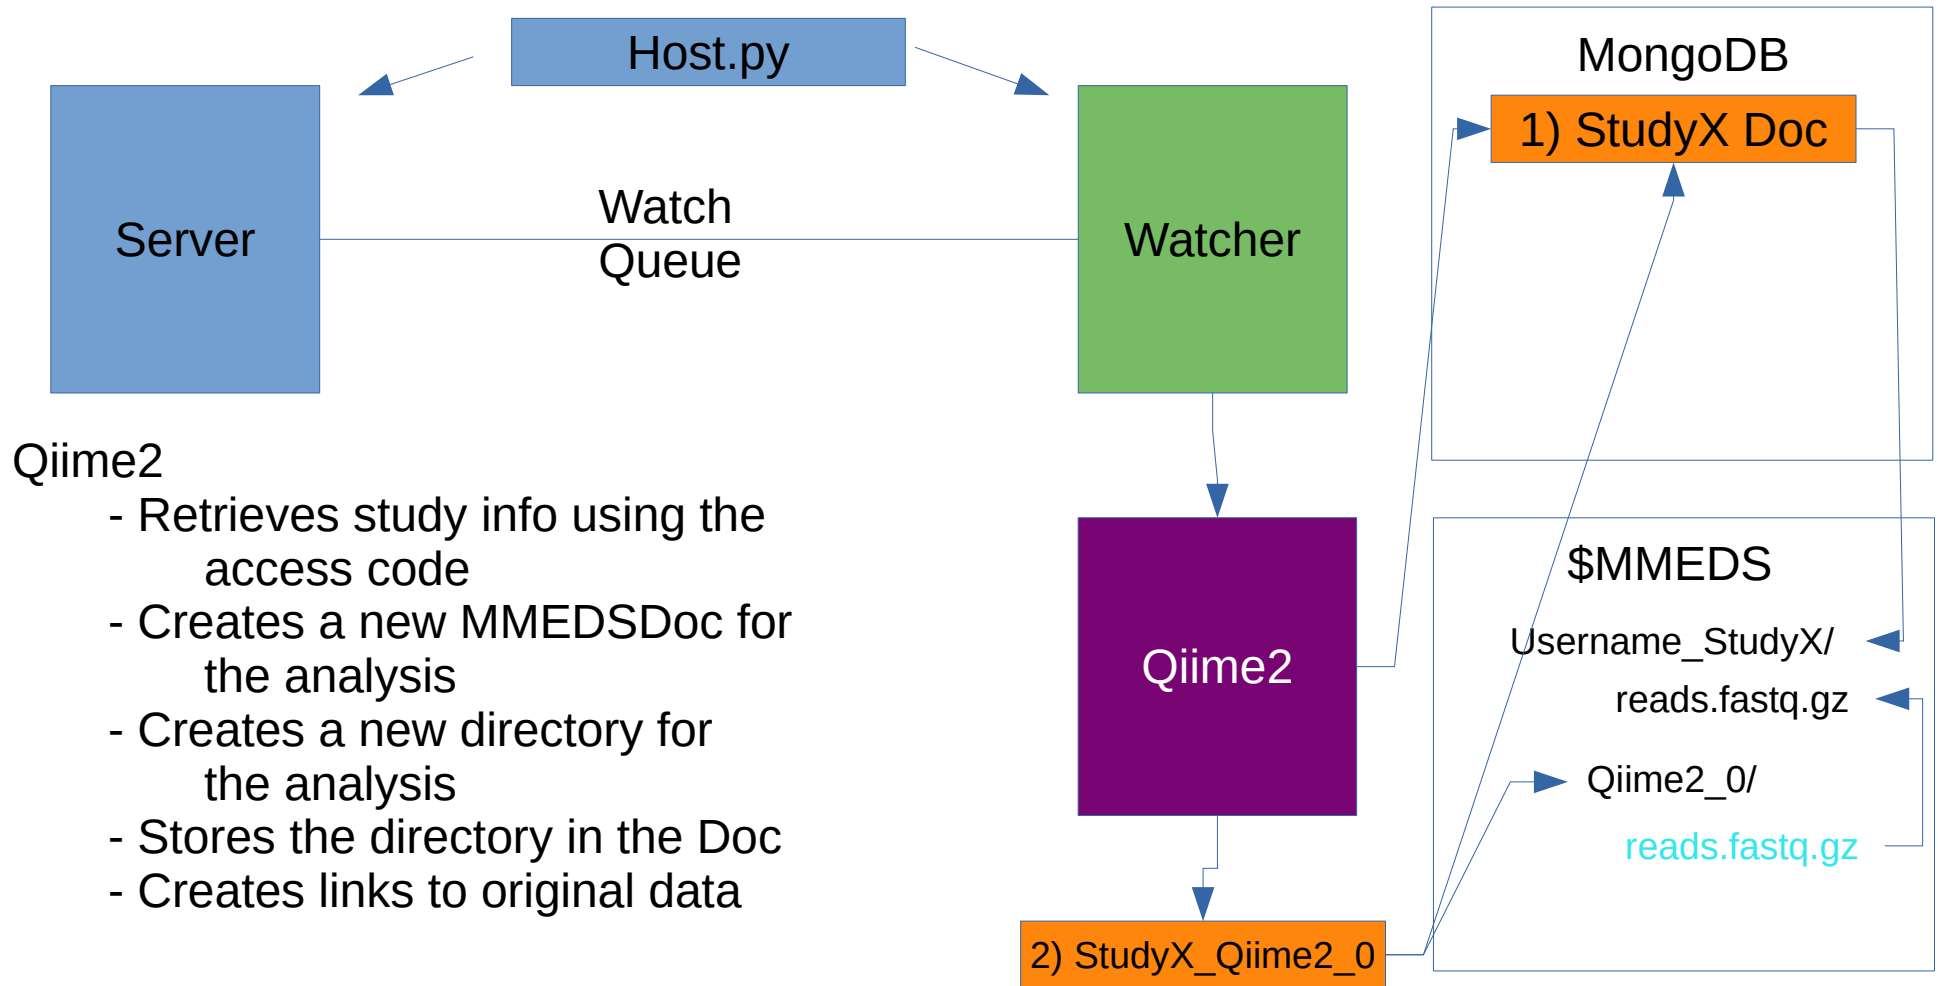 Host.py
MongoDB
1) StudyX Doc
Server
Watch
Queue
Watcher
Qiime2
- Retrieves study info using the
access code
- Creates a new MMEDSDoc for
the analysis
- Creates a new directory for
the analysis
- Stores the directory in the Doc
- Creates links to original data
Qiime2
2) StudyX_Qiime2_0
$MMEDS
Username_StudyX/
reads.fastq.gz
Qiime2_0/
reads.fastq.gz